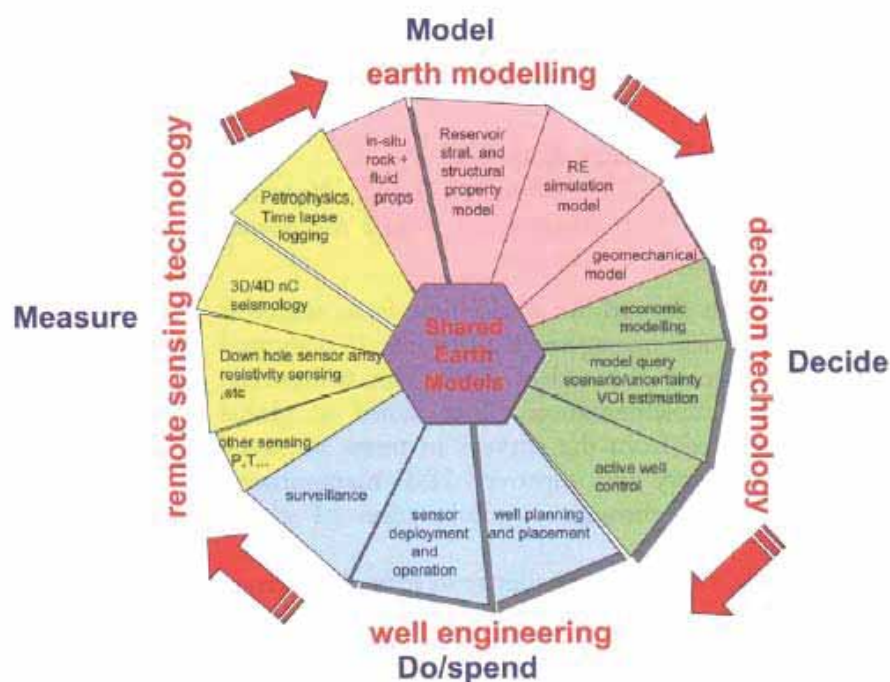 Model
earth modelling
in-situ
rock +
fluid
props
Reservoir
strat. and
structural
property
model
RE
simulation
model
geomechanical
model
decision technology
Decide
economic
modelling
model query
scenario/uncertainty
VOI estimation
active well
control
well planning
and placement
sensor
deployment
and
operation
surveillance
well engineering
Do/spend
other sensing
P,T...
Down hole sensor array
resistivity sensing
,etc
3D/4D nC
seismology
Petrophysics,
Time lapse
logging
remote sensing technology
Measure
Shared
Earth
Models